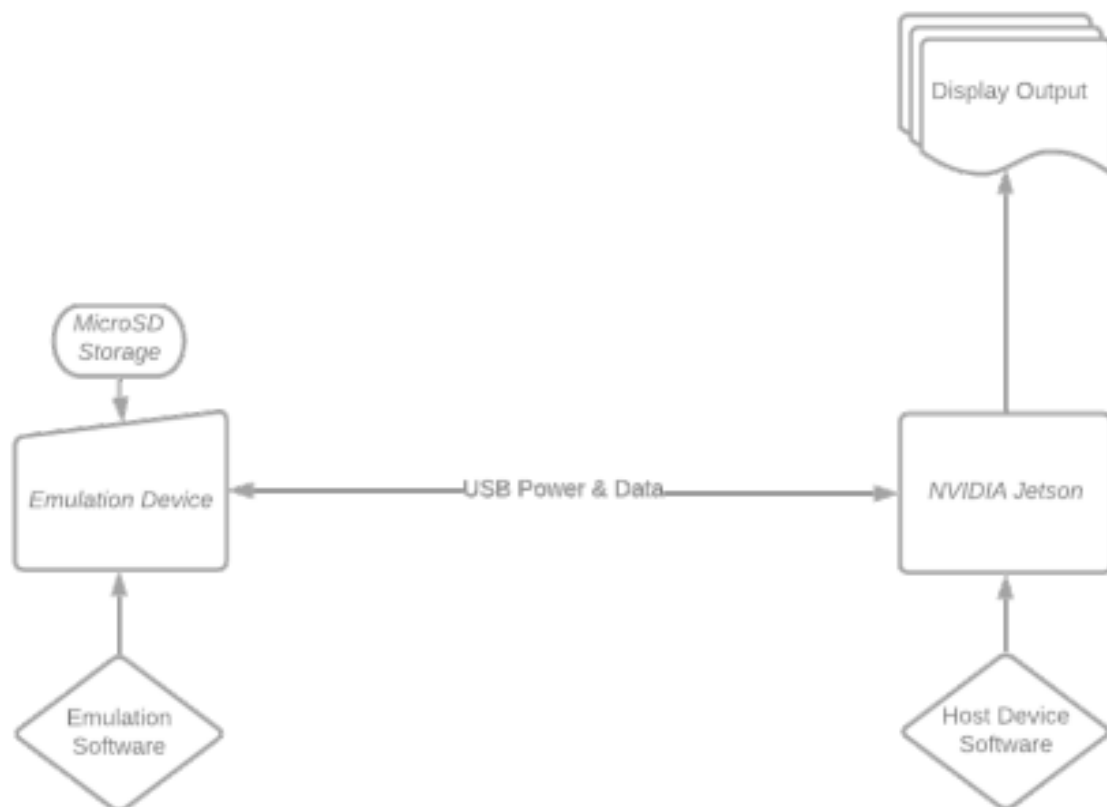 Display Output
MicroSD
Storage
Emulation Device
USB Power & Data
NVIDIA Jetson
Emulation
Software
Host Device
Software